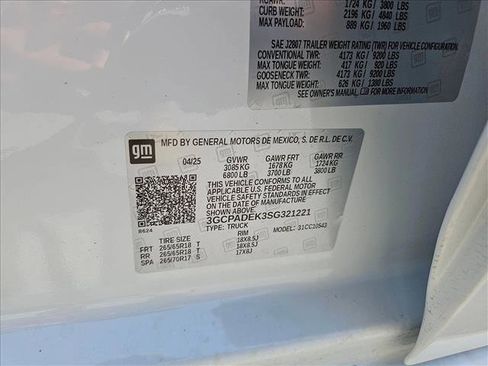 1724 KG / 3800 LBS
CURB WEIGHT: 2196 KG / 4840 LBS
MAX PAYLOAD: 889 KG / 1960 LBS
SAE J2807 TRAILER WEIGHT RATING (TWR) FOR VEHICLE CONFIGURATION
CONVENTIONAL TWR: 4173 KG / 9200 LBS
MAX TONGUE WEIGHT: 417 KG / 920 LBS
GOOSENECK TWR: 4173 KG / 9200 LBS
MAX TONGUE WEIGHT: 626 KG / 1380 LBS
SEE OWNER'S MANUAL FOR MORE INFORMATION
gm
MFD BY GENERAL MOTORS DE MEXICO, S. DE R.L. DE C.V.
04/25 GVWR GAWR FRT GAWR RR
3085 KG 1678 KG 1724 KG
6800 LB 3700 LB 3800 LB
THIS VEHICLE CONFORMS TO ALL
APPLICABLE U.S. FEDERAL MOTOR
VEHICLE SAFETY STANDARDS IN EFFECT
ON THE DATE OF MANUFACTURE SHOWN ABOVE.
3GCPADEK3SG321221
R624
TYPE: TRUCK MODEL: 31CC10543
TIRE SIZE RIM
FRT 265/65R18 T 18X8.5J
RR 265/65R18 T 18X8.5J
SPA 265/70R17 S 17X8J